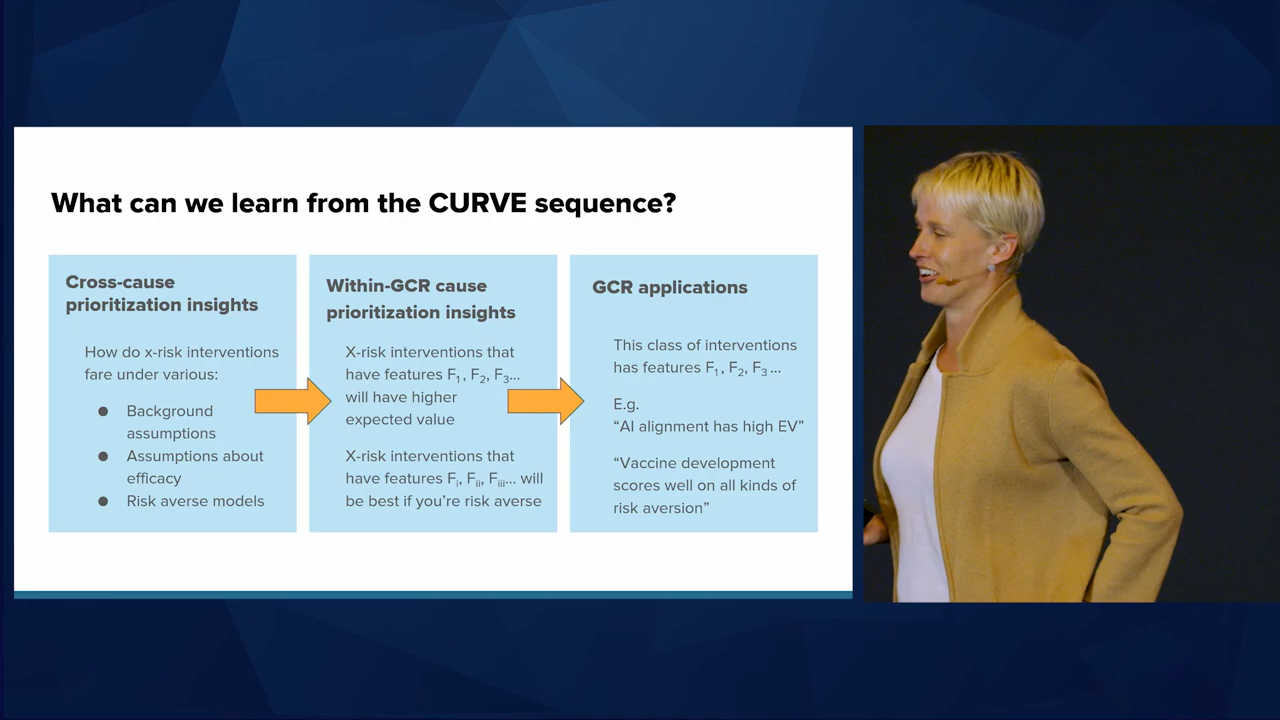 What can we learn from the CURVE sequence?
Cross-cause
prioritization insights
How do x-risk interventions
fare under various:
● Background
assumptions
● Assumptions about
efficacy
● Risk averse models
Within-GCR cause
prioritization insights
X-risk interventions that
have features F₁, F₂, F₃...
will have higher
expected value
X-risk interventions that
have features Fᵢ, Fᵢᵢ, Fᵢᵢᵢ... will
be best if you’re risk averse
GCR applications
This class of interventions
has features F₁, F₂, F₃ ...
E.g.
“AI alignment has high EV”
“Vaccine development
scores well on all kinds of
risk aversion”